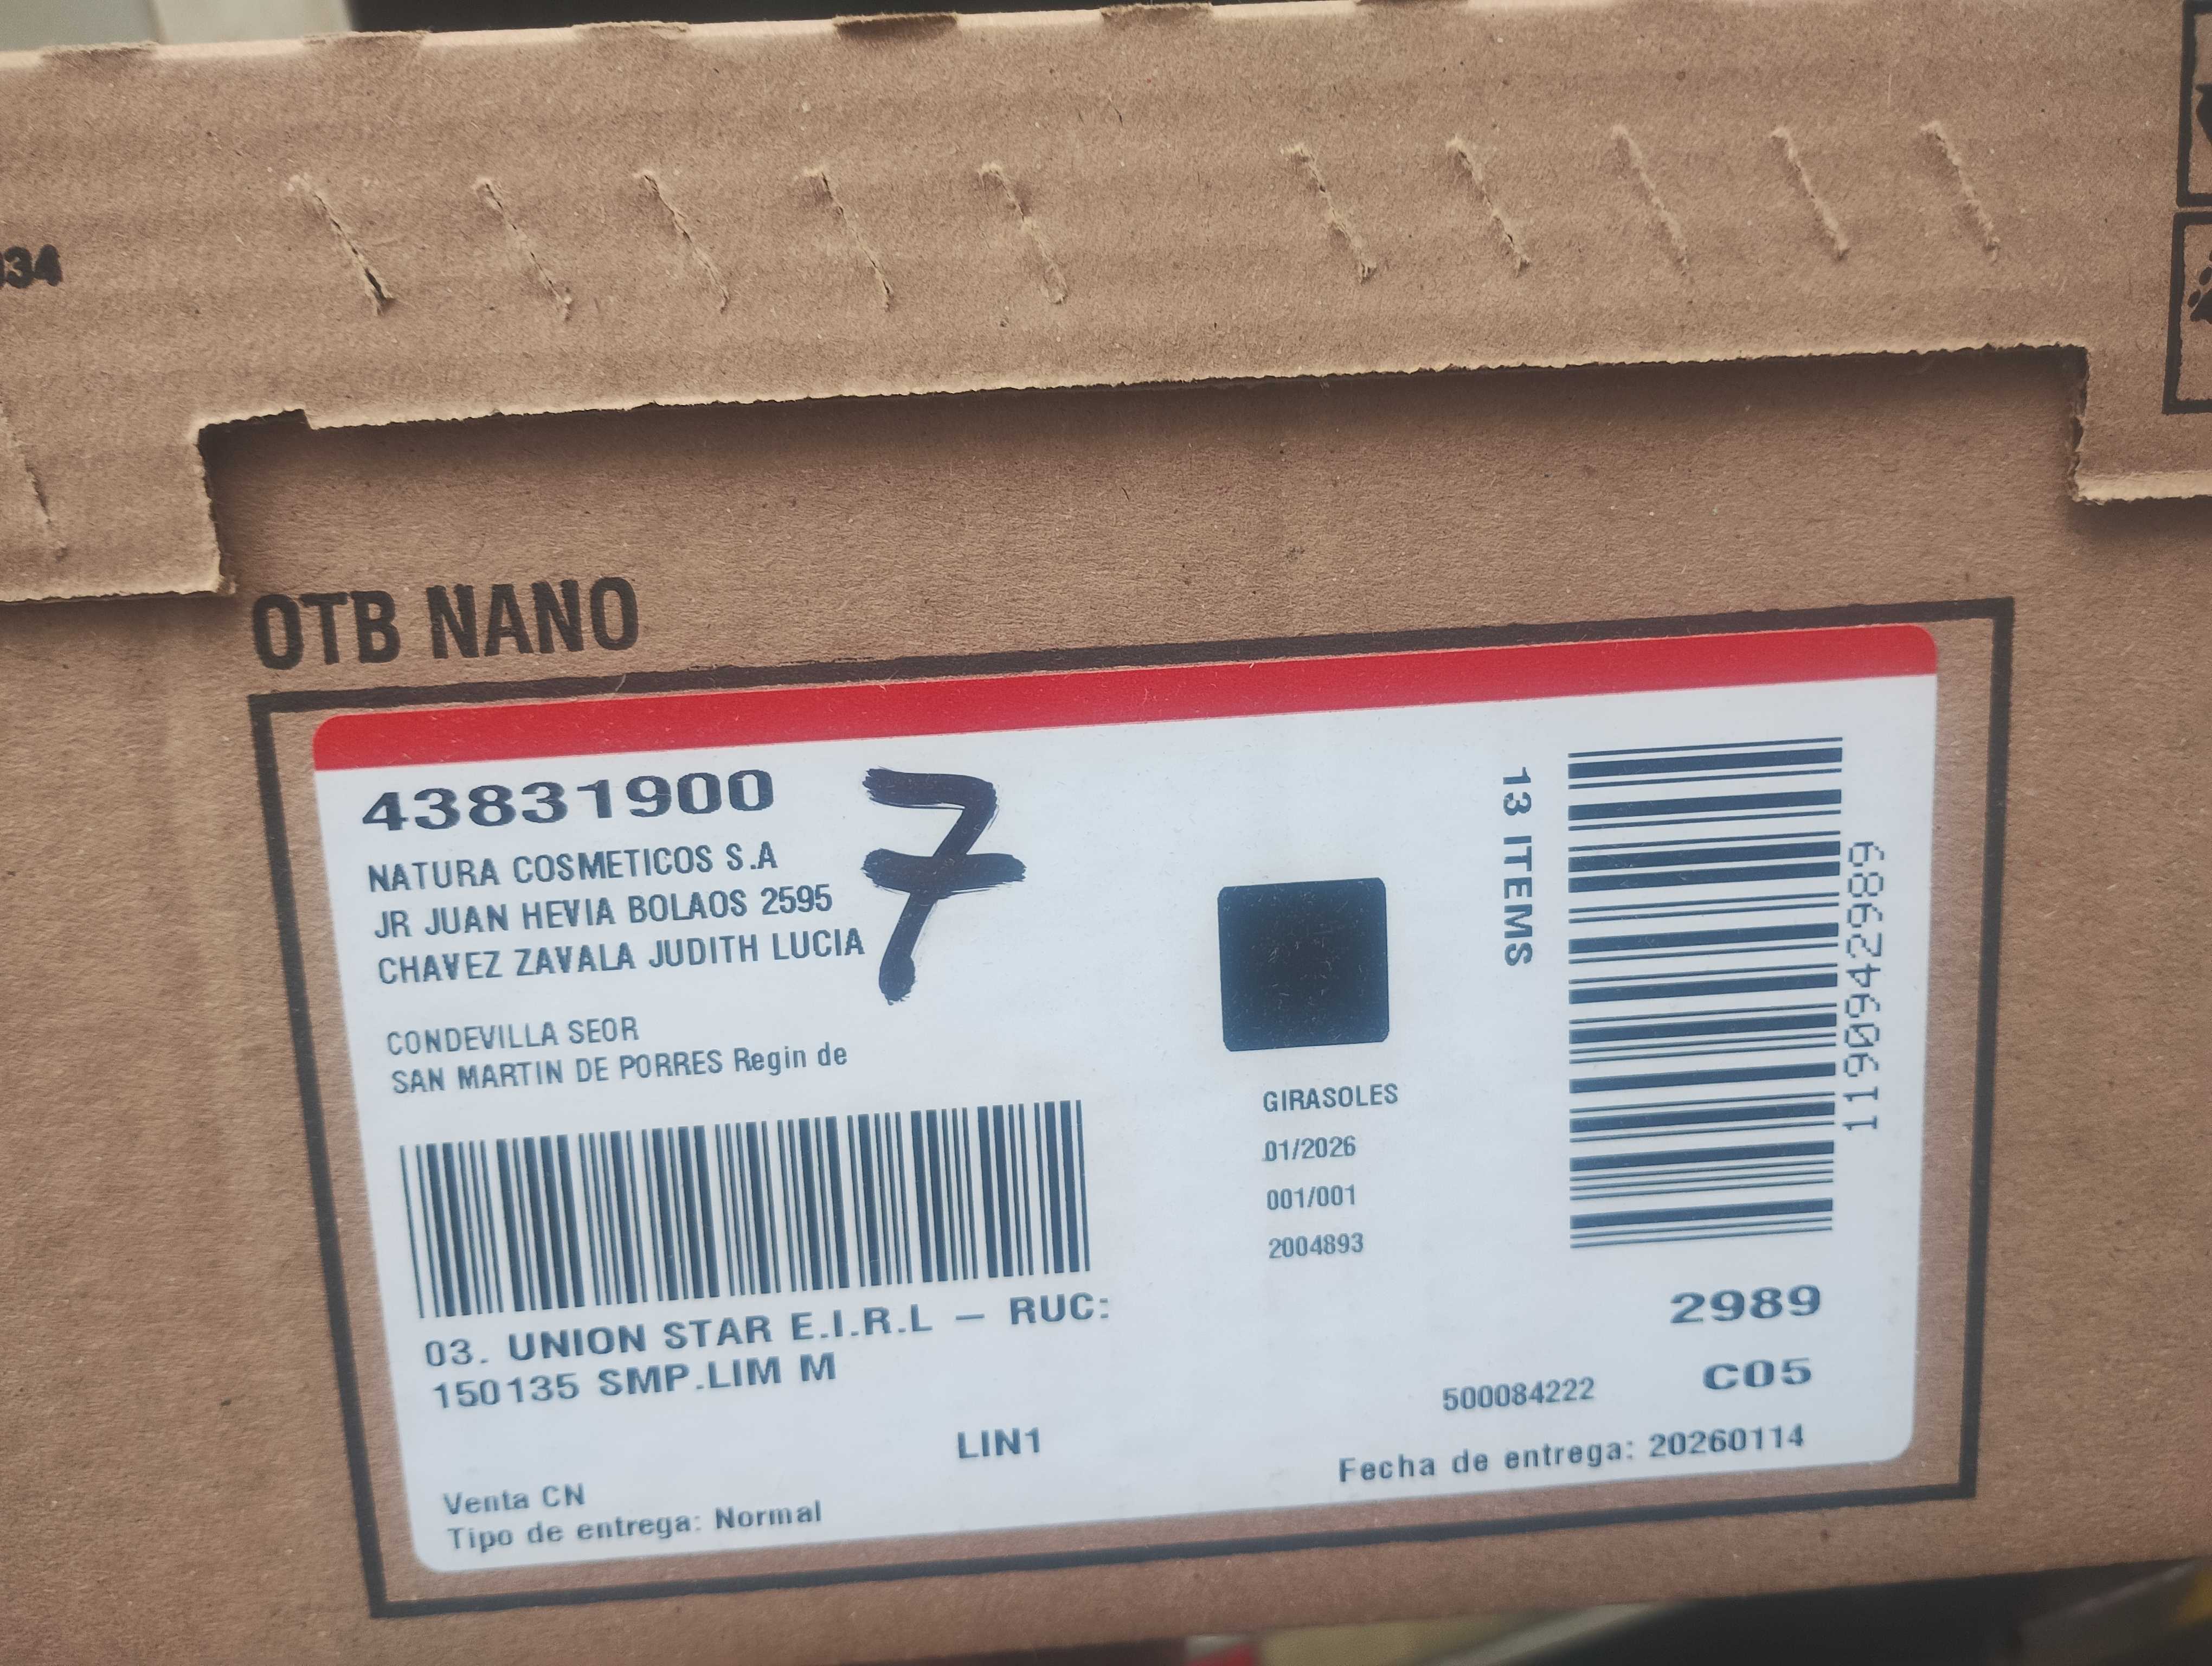 034
OTB NANO
43831900
7
NATURA COSMETICOS S.A
JR JUAN HEVIA BOLAOS 2595
CHAVEZ ZAVALA JUDITH LUCIA
CONDEVILLA SEOR
SAN MARTIN DE PORRES Regin de
03. UNION STAR E.I.R.L – RUC:
150135 SMP.LIM M
LIN1
Venta CN
Tipo de entrega: Normal
GIRASOLES
01/2026
001/001
2004893
13 ITEMS
1190942989
2989
500084222 C05
Fecha de entrega: 20260114